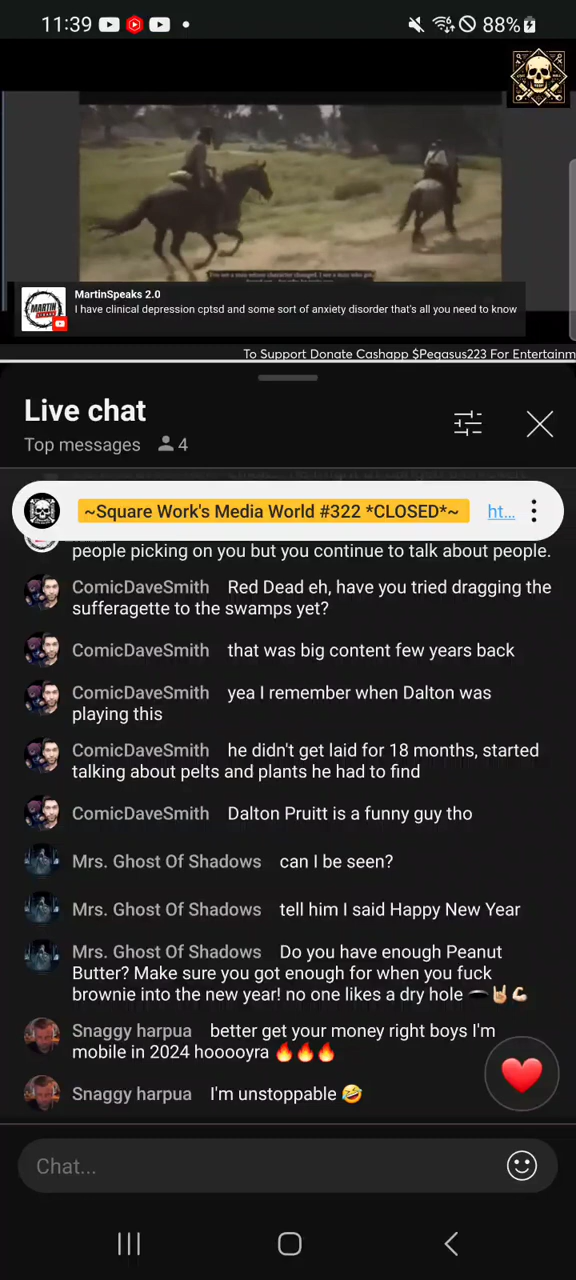 11:39
88%
MARTIN
MartinSpeaks 2.0
I have clinical depression cptsd and some sort of anxiety disorder that's all you need to know
To Support Donate Cashapp $Pegasus223 For Entertainm
Live chat
Top messages 4
~Square Work's Media World #322 *CLOSED*~ ht...
people picking on you but you continue to talk about people.
ComicDaveSmith Red Dead eh, have you tried dragging the
sufferagette to the swamps yet?
ComicDaveSmith that was big content few years back
ComicDaveSmith yea I remember when Dalton was
playing this
ComicDaveSmith he didn't get laid for 18 months, started
talking about pelts and plants he had to find
ComicDaveSmith Dalton Pruitt is a funny guy tho
Mrs. Ghost Of Shadows can I be seen?
Mrs. Ghost Of Shadows tell him I said Happy New Year
Mrs. Ghost Of Shadows Do you have enough Peanut
Butter? Make sure you got enough for when you fuck
brownie into the new year! no one likes a dry hole 🕳️🤘🏻💪🏻
Snaggy harpua better get your money right boys I'm
mobile in 2024 hooooyra 🔥🔥🔥
Snaggy harpua I'm unstoppable 🤣
Chat...